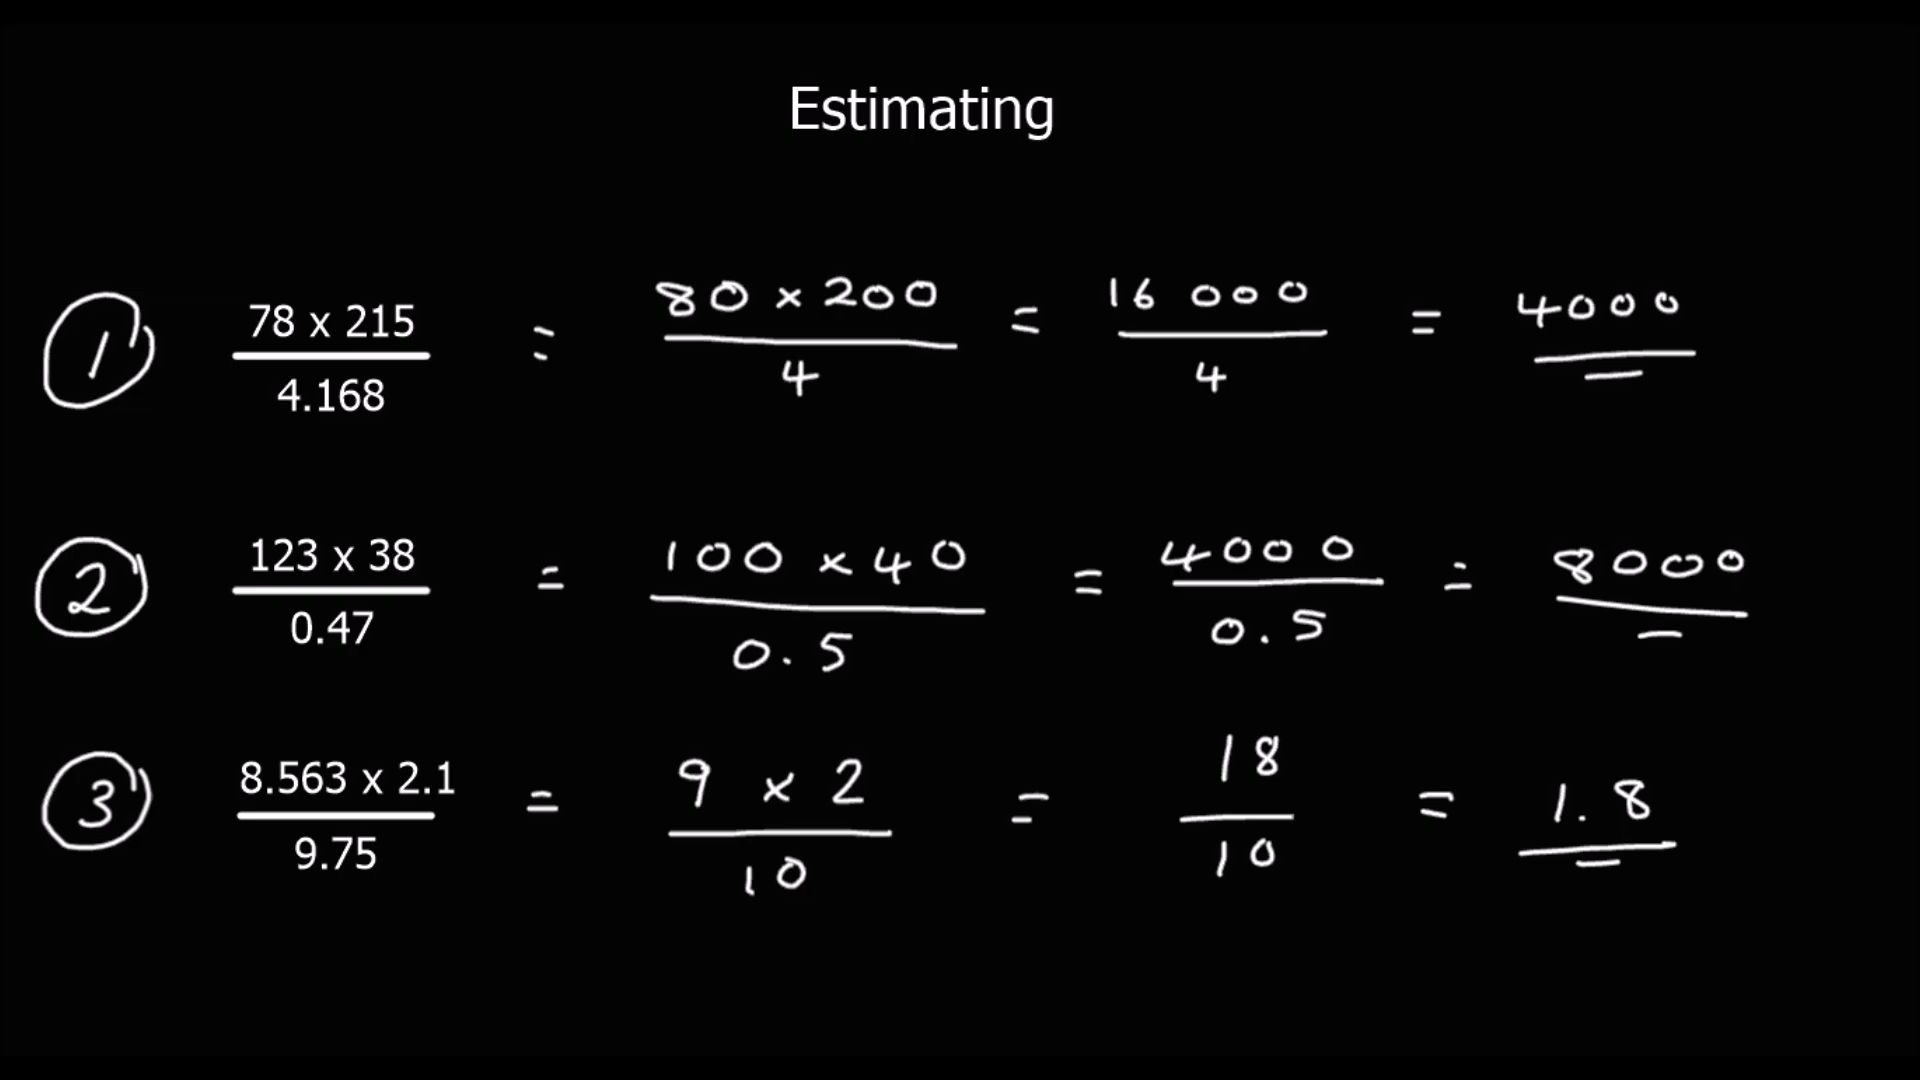 Estimating
① 78 x 215 / 4.168 = 80 x 200 / 4 = 16 000 / 4 = 4000
② 123 x 38 / 0.47 = 100 x 40 / 0.5 = 4000 / 0.5 = 8000
③ 8.563 x 2.1 / 9.75 = 9 x 2 / 10 = 18 / 10 = 1.8